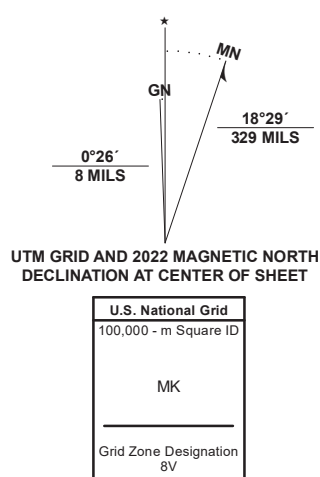 ★
MN
GN
18°29´
329 MILS
0°26´
8 MILS
UTM GRID AND 2022 MAGNETIC NORTH
DECLINATION AT CENTER OF SHEET
U.S. National Grid
100,000 - m Square ID
MK
Grid Zone Designation
8V